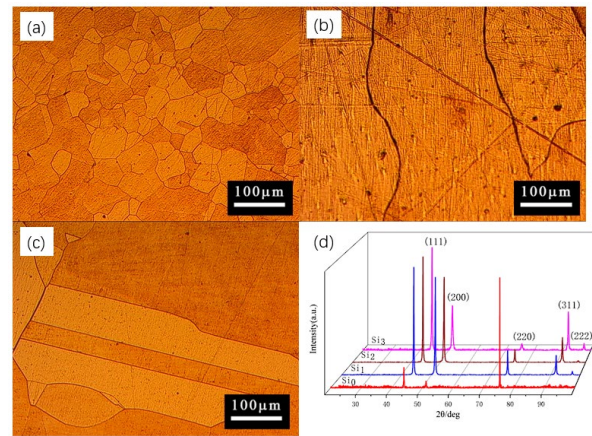 (a)
100μm
(b)
100μm
(c)
100μm
(d)
(111)
(200)
(311)
(220)
(222)
Si3
Si2
Si1
Si0
Intensity(a.u.)
30 40 50 60 70 80 90
2θ/deg